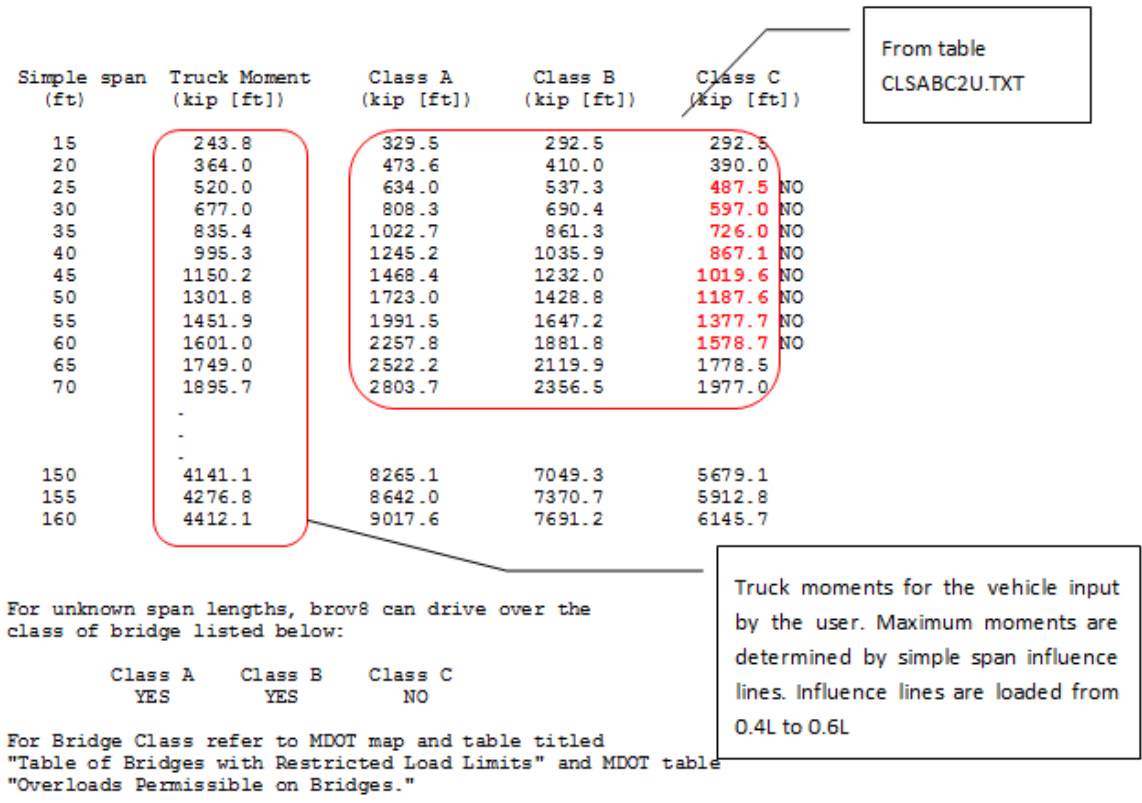 From table
CLSABC2U.TXT
Simple span Truck Moment Class A Class B Class C
(ft) (kip [ft]) (kip [ft]) (kip [ft]) (kip [ft])
15 243.8 329.5 292.5 292.5
20 364.0 473.6 410.0 390.0
25 520.0 634.0 537.3 487.5 NO
30 677.0 808.3 690.4 597.0 NO
35 835.4 1022.7 861.3 726.0 NO
40 995.3 1245.2 1035.9 867.1 NO
45 1150.2 1468.4 1232.0 1019.6 NO
50 1301.8 1723.0 1428.8 1187.6 NO
55 1451.9 1991.5 1647.2 1377.7 NO
60 1601.0 2257.8 1881.8 1578.7 NO
65 1749.0 2522.2 2119.9 1778.5
70 1895.7 2803.7 2356.5 1977.0
.
.
.
150 4141.1 8265.1 7049.3 5679.1
155 4276.8 8642.0 7370.7 5912.8
160 4412.1 9017.6 7691.2 6145.7
Truck moments for the vehicle input
by the user. Maximum moments are
determined by simple span influence
lines. Influence lines are loaded from
0.4L to 0.6L
For unknown span lengths, brov8 can drive over the
class of bridge listed below:
Class A Class B Class C
YES YES NO
For Bridge Class refer to MDOT map and table titled
"Table of Bridges with Restricted Load Limits" and MDOT table
"Overloads Permissible on Bridges."